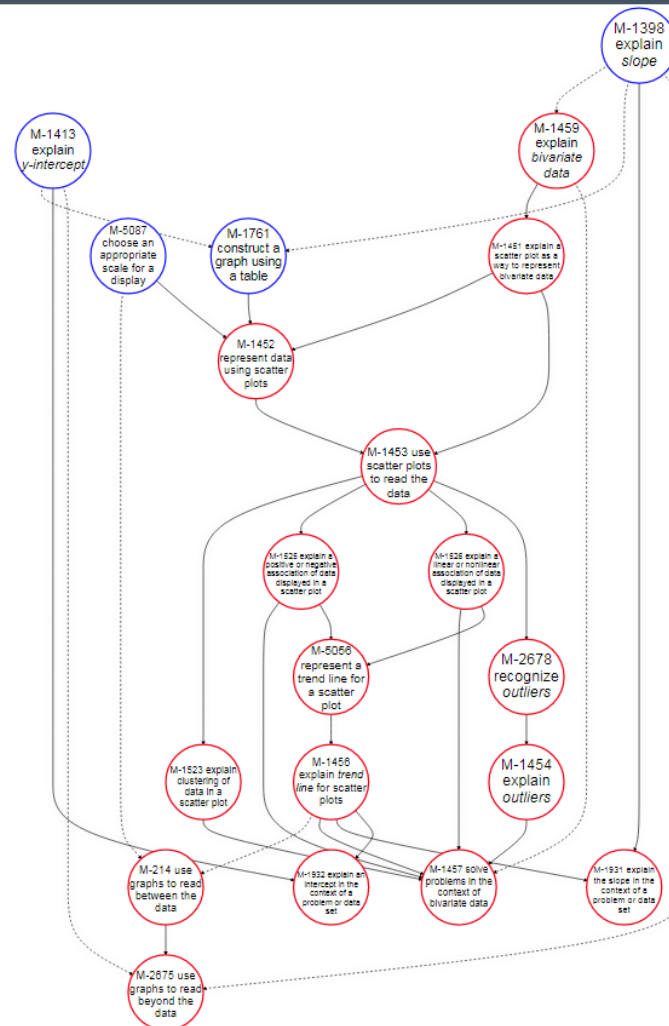 M-1398
explain
slope
M-1413
explain
y-intercept
M-1459
explain
bivariate
data
M-5087
choose an
appropriate
scale for a
display
M-1761
construct a
graph using
a table
M-1451 explain a
scatter plot as a
way to represent
bivariate data
M-1452
represent data
using scatter
plots
M-1453 use
scatter plots
to read the
data
M-1525 explain a
positive or negative
association of data
displayed in a
scatter plot
M-1526 explain a
linear or nonlinear
association of data
displayed in a
scatter plot
M-5056
represent a
trend line for
a scatter
plot
M-2678
recognize
outliers
M-1523 explain
clustering of
data in a
scatter plot
M-1456
explain trend
line for scatter
plots
M-1454
explain
outliers
M-214 use
graphs to read
between the
data
M-1932 explain an
intercept in the
context of a
problem or data
set
M-1457 solve
problems in the
context of
bivariate data
M-1931 explain
the slope in the
context of a
problem or data
set
M-2675 use
graphs to read
beyond the
data